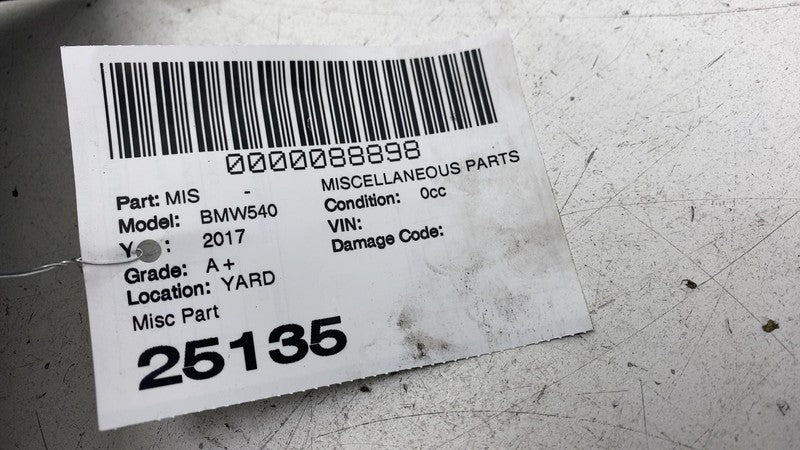 0000088898
Part: MIS -
MISCELLANEOUS PARTS
Model: BMW540
Condition: 0cc
Y : 2017
VIN:
Grade: A+
Damage Code:
Location: YARD
Misc Part
25135